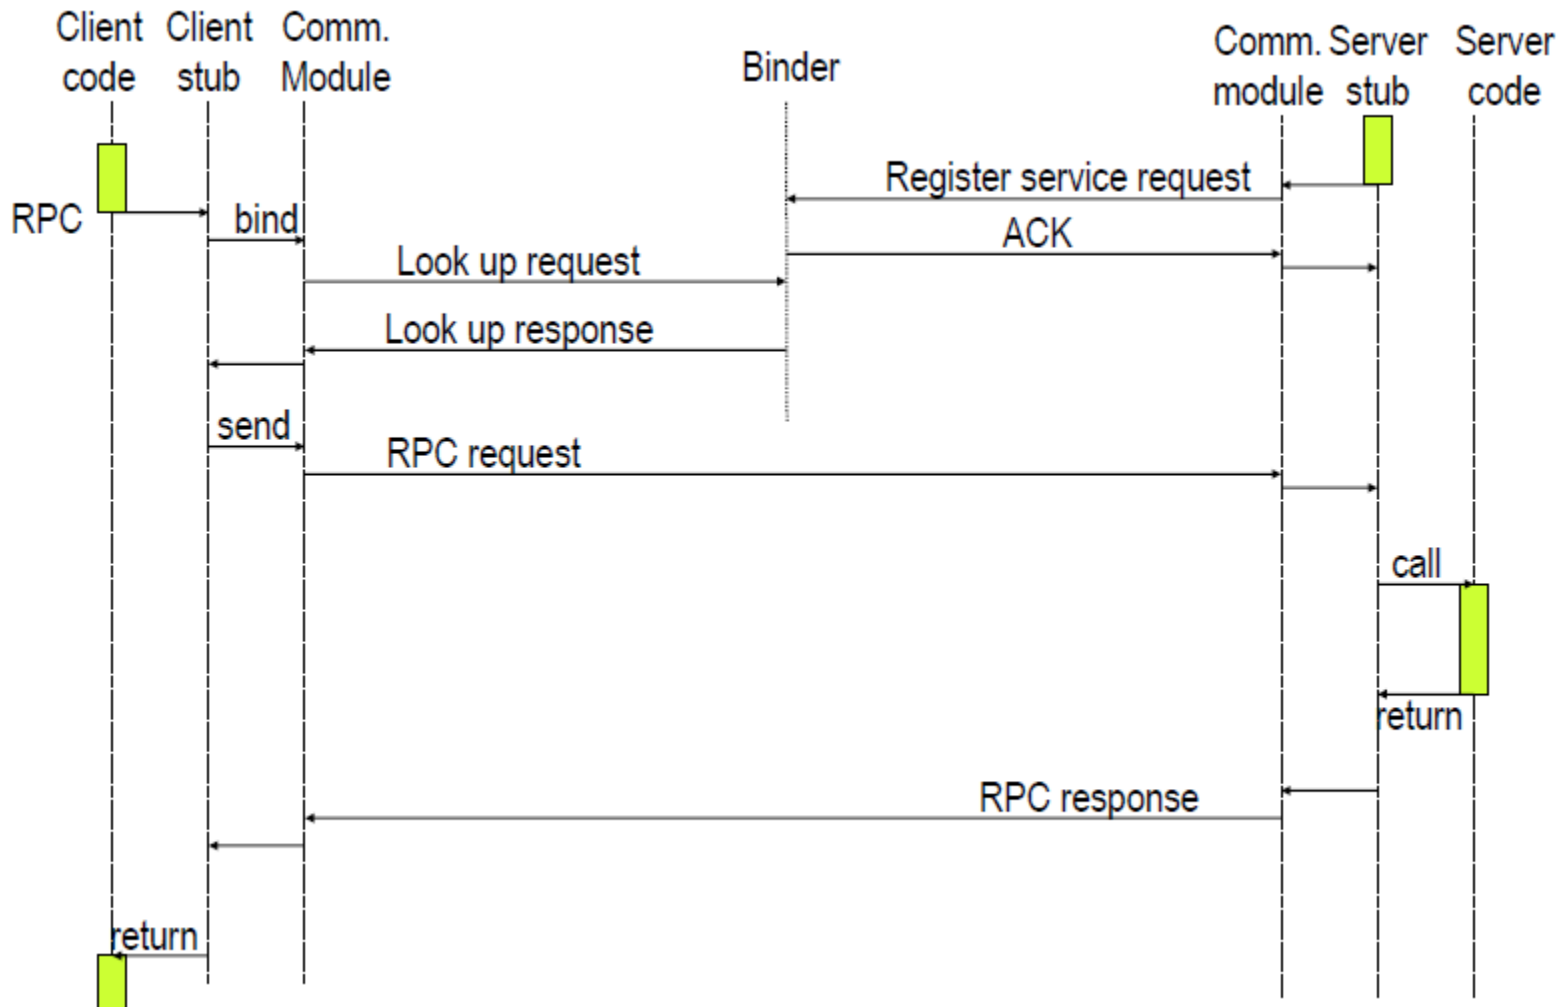 Client code
Client stub
Comm. Module
Binder
Comm. module
Server stub
Server code
Register service request
RPC
bind
ACK
Look up request
Look up response
send
RPC request
call
return
RPC response
return